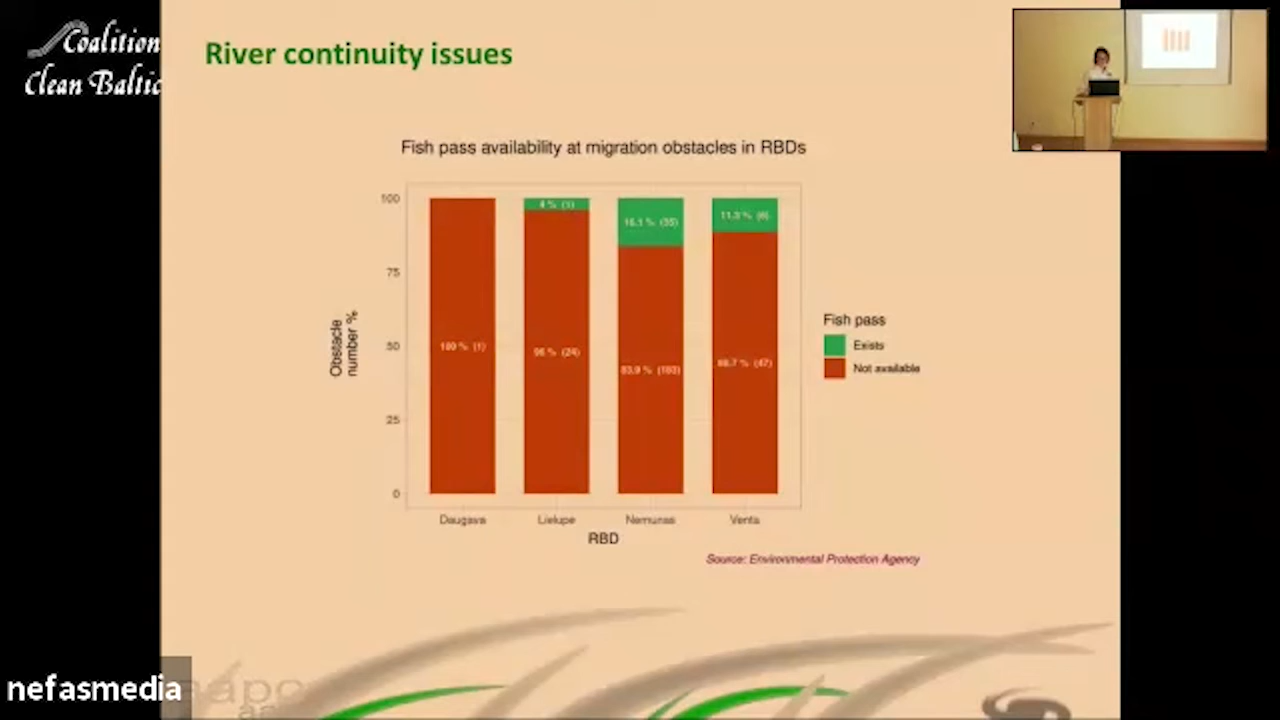 Coalition
Clean Baltic
River continuity issues
Fish pass availability at migration obstacles in RBDs
100
75
50
25
0
Obstacle
number %
100 % (1)
4 % (1)
96 % (24)
16.1 % (35)
83.9 %
11.3 % (6)
88.7 % (47)
Fish pass
Exists
Not available
Daugava
Lielupe
Nemunas
Venta
RBD
Source: Environmental Protection Agency
nefasmedia